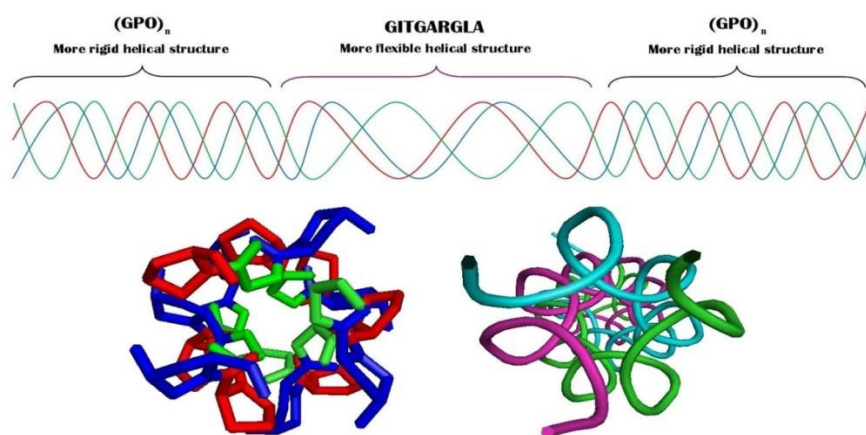 (GPO)n
More rigid helical structure
GITGARGLA
More flexible helical structure
(GPO)n
More rigid helical structure